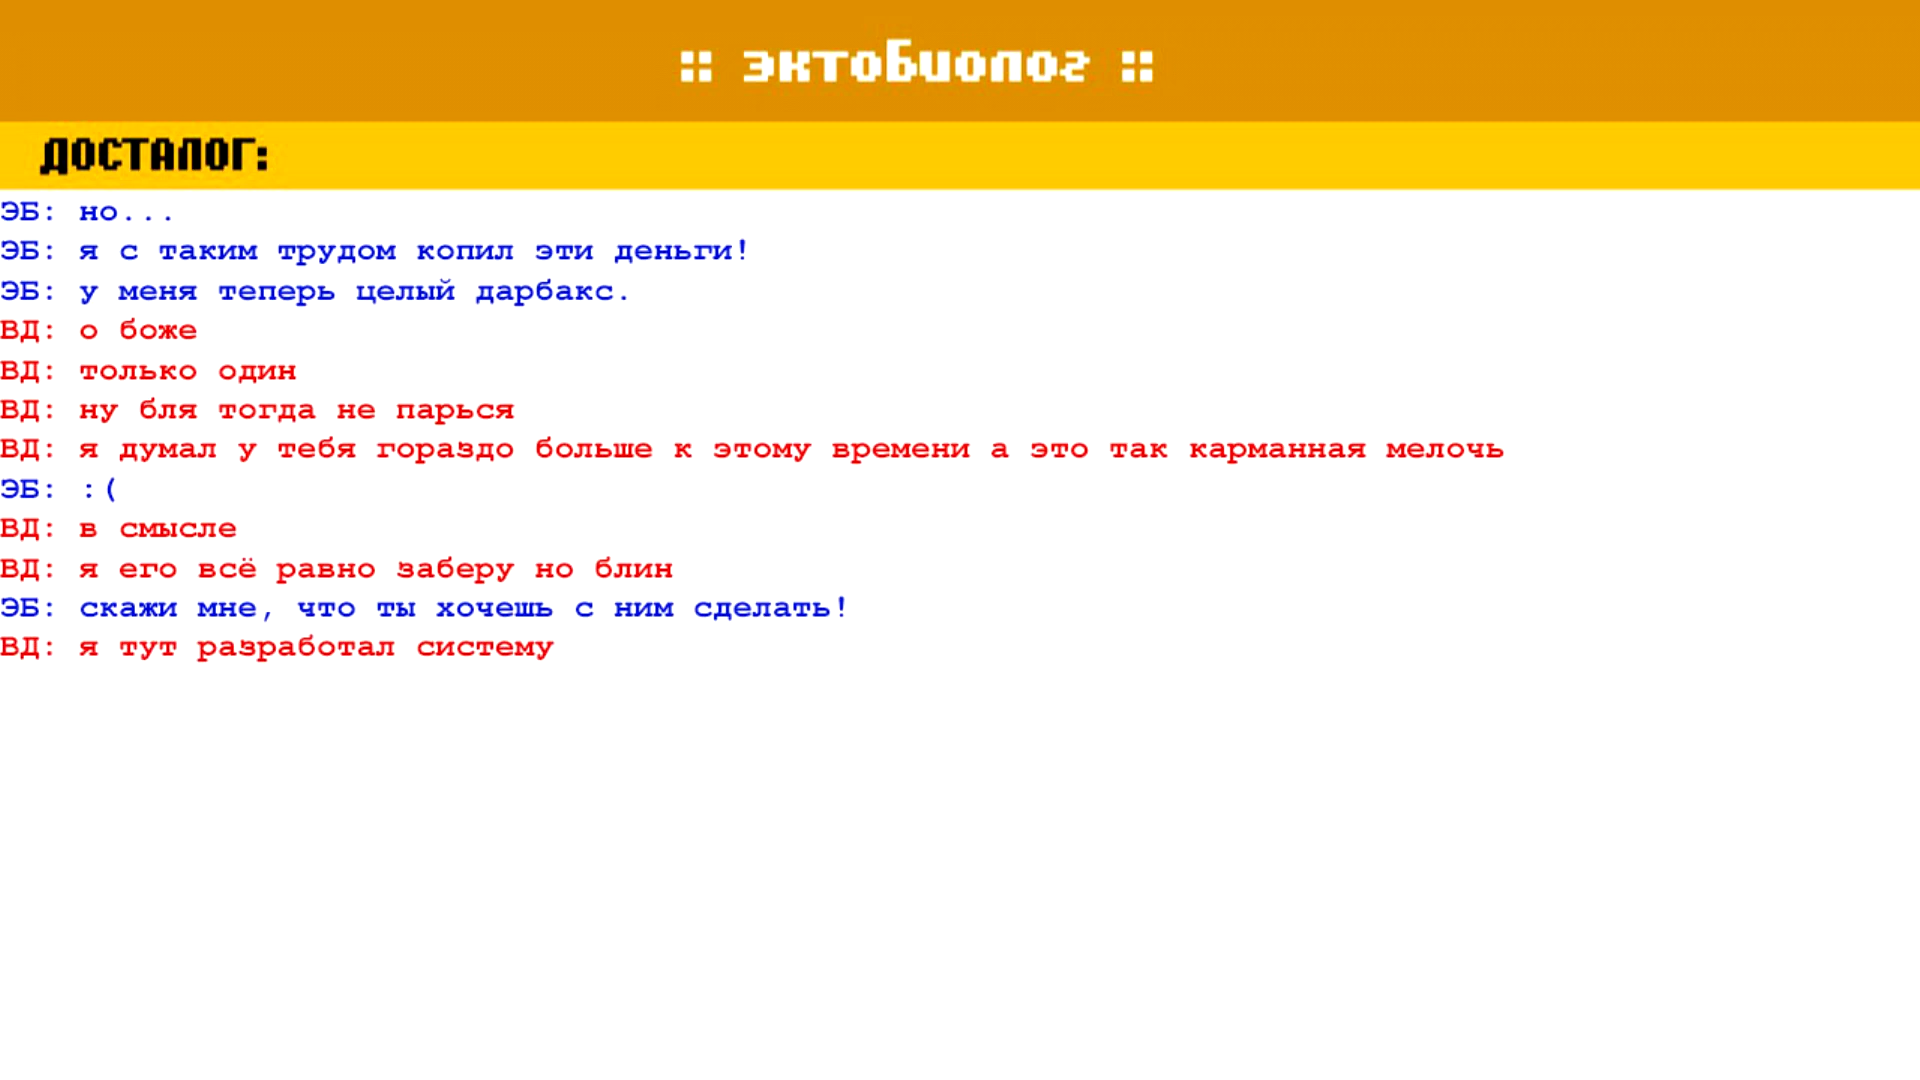 :: эктобиолог ::
ДОСТАЛОГ:
ЭБ: но...
ЭБ: я с таким трудом копил эти деньги!
ЭБ: у меня теперь целый дарбакс.
ВД: о боже
ВД: только один
ВД: ну бля тогда не парься
ВД: я думал у тебя гораздо больше к этому времени а это так карманная мелочь
ЭБ: :(
ВД: в смысле
ВД: я его всё равно заберу но блин
ЭБ: скажи мне, что ты хочешь с ним сделать!
ВД: я тут разработал систему